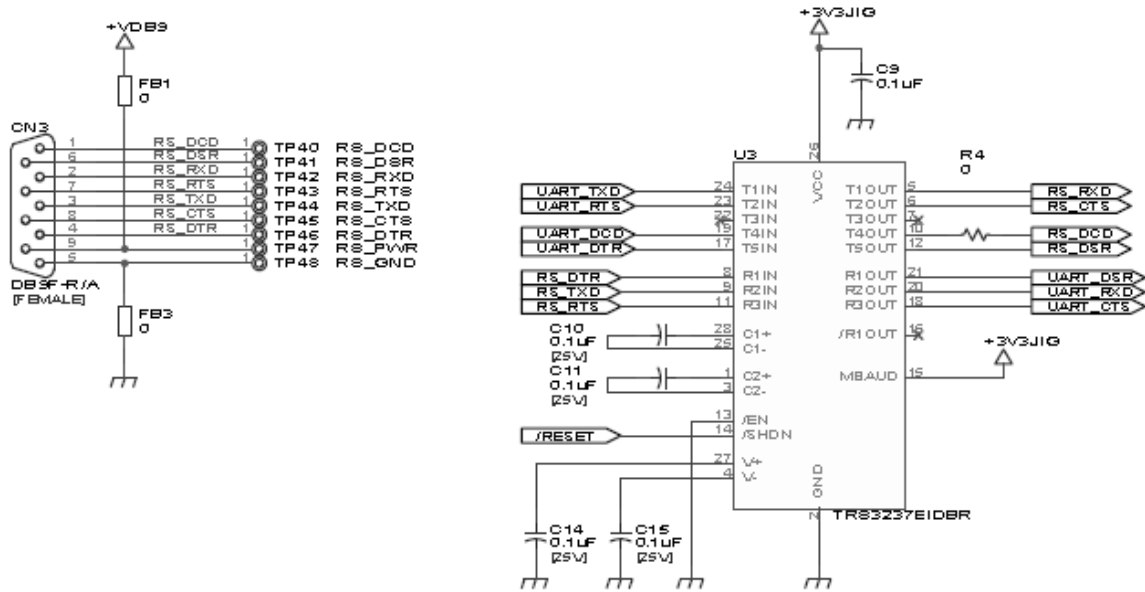 +VDB9
FB1
0
CN3
1 RS_DCD 1 TP40 RS_DCD
6 RS_DSR 1 TP41 RS_DSR
2 RS_RXD 1 TP42 RS_RXD
7 RS_RTS 1 TP43 RS_RTS
3 RS_TXD 1 TP44 RS_TXD
8 RS_CTS 1 TP45 RS_CTS
4 RS_DTR 1 TP46 RS_DTR
9 1 TP47 RS_PWR
5 1 TP48 RS_GND
DB9F-R/A
[FEMALE]
FB3
0
+3V3JIG
C9
0.1uF
U3
26
VCC
R4
0
UART_TXD 24 T1IN T1OUT 5 RS_RXD
UART_RTS 23 T2IN T2OUT 6 RS_CTS
22 T3IN T3OUT 7
UART_DCD 19 T4IN T4OUT 10 RS_DCD
UART_DTR 17 T5IN T5OUT 12 RS_DSR
RS_DTR 8 R1IN R1OUT 21 UART_DSR
RS_TXD 9 R2IN R2OUT 20 UART_RXD
RS_RTS 11 R3IN R3OUT 18 UART_CTS
C10
0.1uF
[25V]
28 C1+ /R1OUT 16
25 C1-
+3V3JIG
C11
0.1uF
[25V]
1 C2+ MBAUD 15
3 C2-
13 /EN
/RESET 14 /SHDN
27 V+
4 V-
GND
2
TRS3237EIDBR
C14
0.1uF
[25V]
C15
0.1uF
[25V]